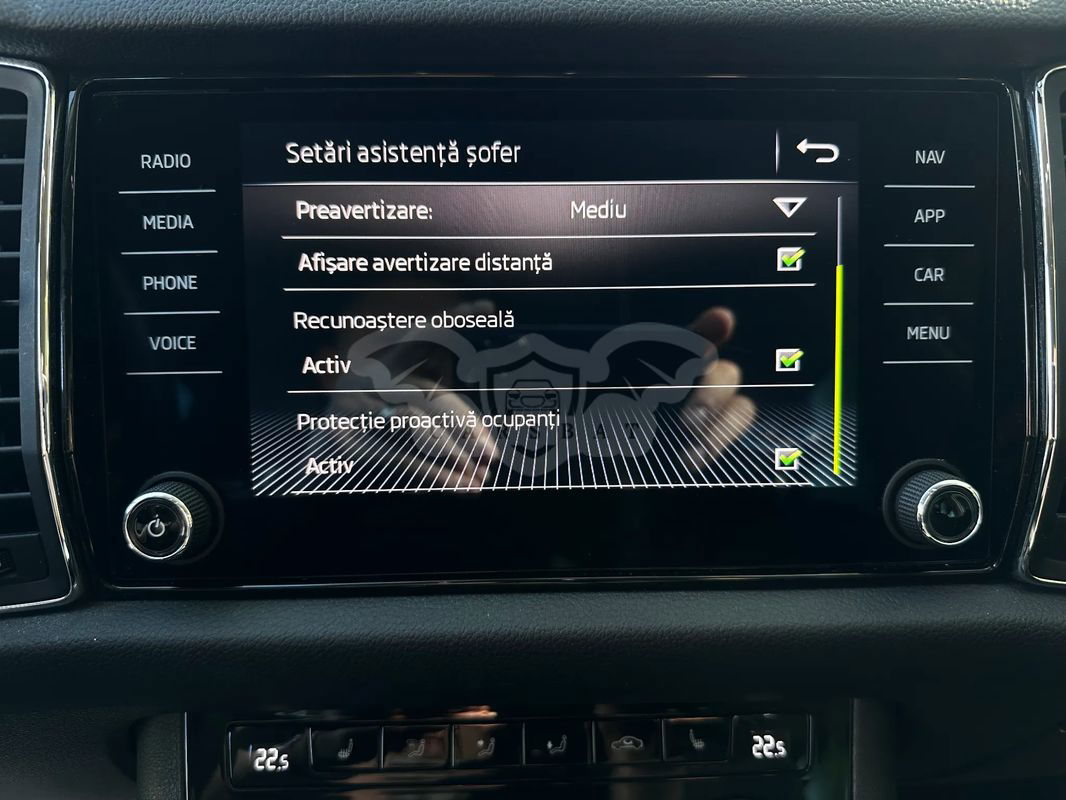 Setări asistență șofer
Preavertizare: Mediu
Afișare avertizare distanță
Recunoaștere oboseală
Activ
Protecție proactivă ocupanți
Activ
RADIO
MEDIA
PHONE
VOICE
NAV
APP
CAR
MENU
22.5
22.5